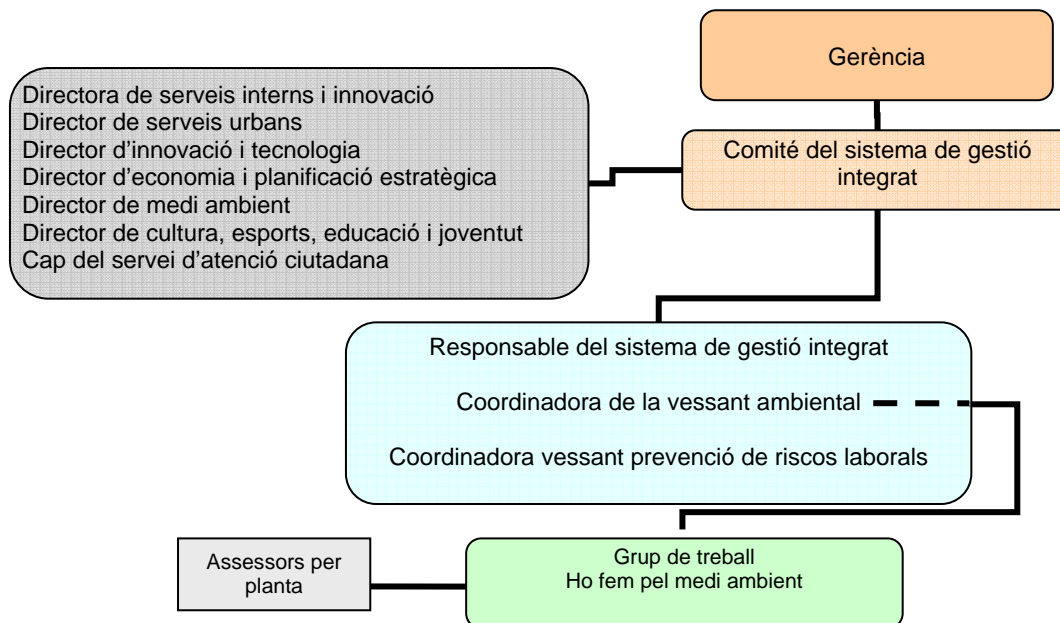 Gerència
Directora de serveis interns i innovació
Director de serveis urbans
Director d'innovació i tecnologia
Director d'economia i planificació estratègica
Director de medi ambient
Director de cultura, esports, educació i joventut
Cap del servei d'atenció ciutadana
Comité del sistema de gestió
integrat
Responsable del sistema de gestió integrat
Coordinadora de la vessant ambiental
Coordinadora vessant prevenció de riscos laborals
Assessors per
planta
Grup de treball
Ho fem pel medi ambient